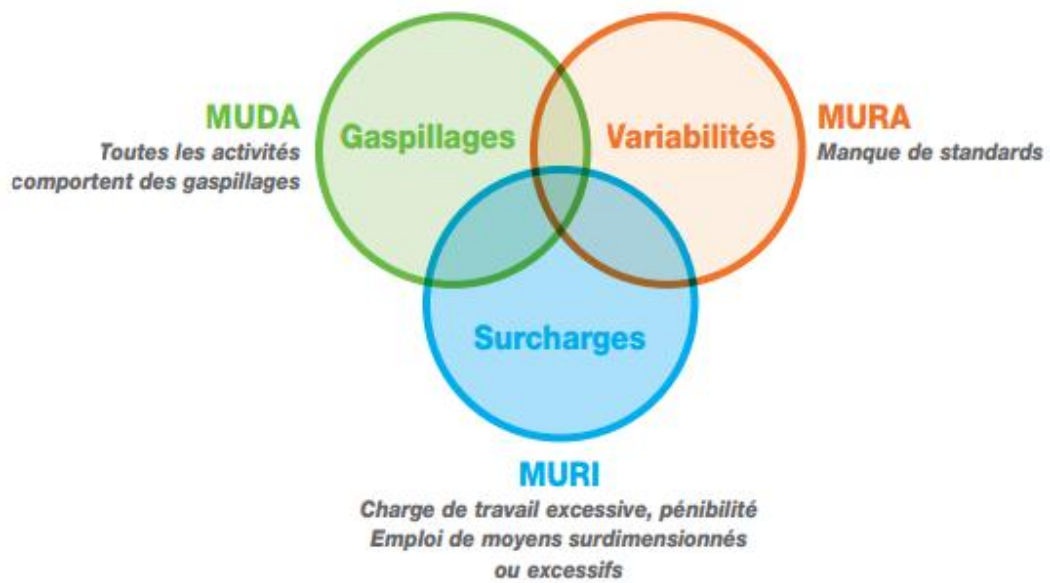 MUDA
Toutes les activités
comportent des gaspillages
Gaspillages
Variabilités
MURA
Manque de standards
Surcharges
MURI
Charge de travail excessive, pénibilité
Emploi de moyens surdimensionnés
ou excessifs